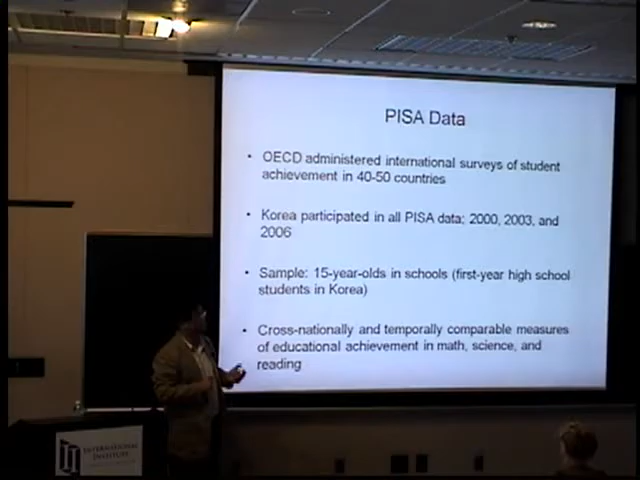 PISA Data
• OECD administered international surveys of student
achievement in 40-50 countries
• Korea participated in all PISA data; 2000, 2003, and
2006
• Sample: 15-year-olds in schools (first-year high school
students in Korea)
• Cross-nationally and temporally comparable measures
of educational achievement in math, science, and
reading
INTERNATIONAL
INSTITUTE